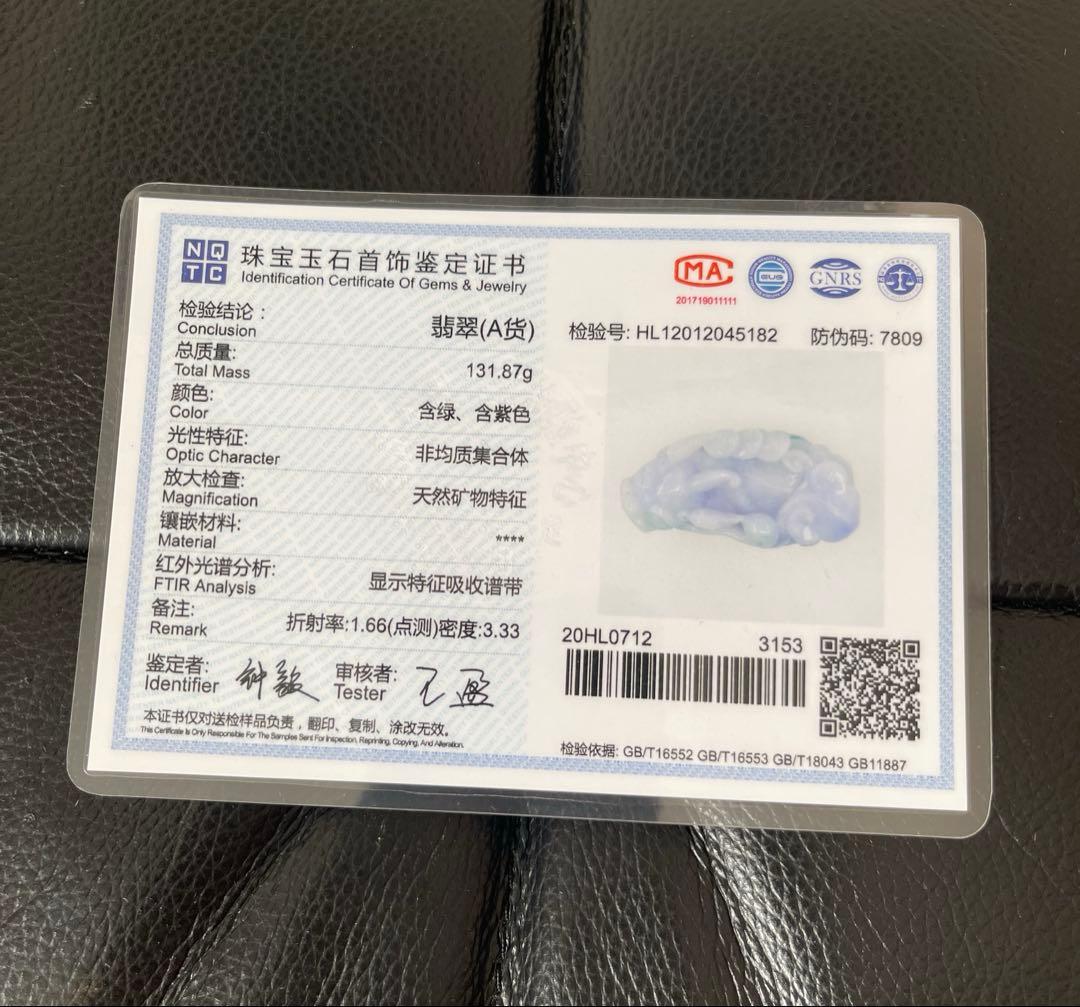 NQTC
珠宝玉石首饰鉴定证书
Identification Certificate Of Gems & Jewelry
检验结论:
Conclusion
翡翠(A货)
总质量:
Total Mass
131.87g
颜色:
Color
含绿、含紫色
光性特征:
Optic Character
非均质集合体
放大检查:
Magnification
天然矿物特征
镶嵌材料:
Material
****
红外光谱分析:
FTIR Analysis
显示特征吸收谱带
备注:
Remark
折射率:1.66(点测)密度:3.33
鉴定者:
Identifier
审核者:
Tester
本证书仅对送检样品负责,翻印、复制、涂改无效。
This Certificate Is Only Responsible For The Samples Sent For Inspection, Reprinting, Copying, And Alteration.
MA
201719011111
GNRS
检验号: HL12012045182
防伪码: 7809
20HL0712
3153
检验依据: GB/T16552 GB/T16553 GB/T18043 GB11887